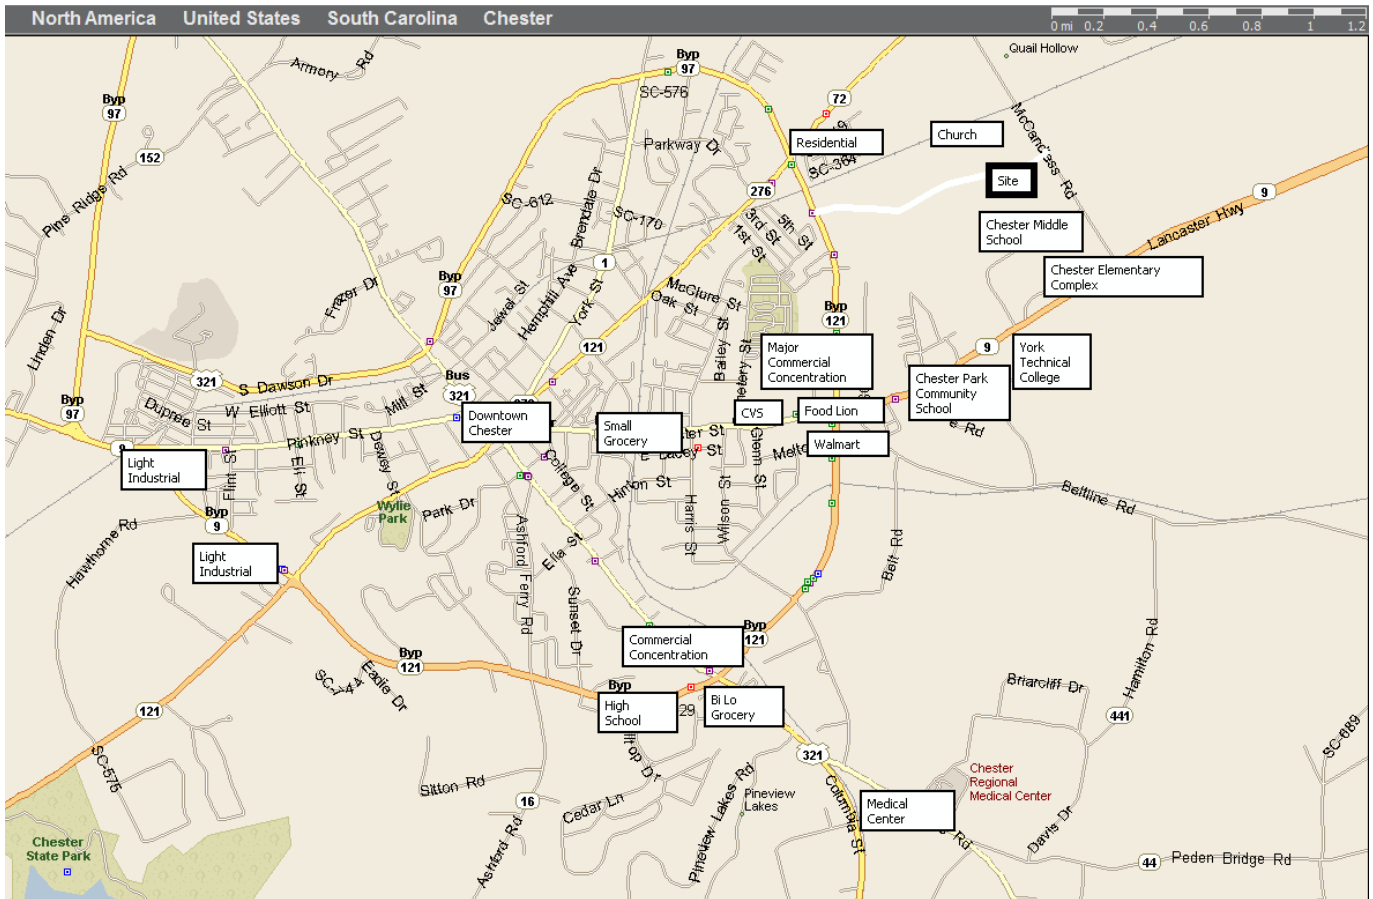 North America United States South Carolina Chester
0 mi 0.2 0.4 0.6 0.8 1 1.2
Quail Hollow
Armory Rd
Byp
97
Byp
97
SC-576
72
McCandless Rd
Church
Residential
Parkway Dr
152
Pine Ridge Rd
SC-364
Site
276
9
Lancaster Hwy
SC-612
Brendale Dr
SC-170
3rd St
5th St
1st St
Chester Middle
School
1
Chester Elementary
Complex
Byp
97
Frazer Dr
Jewel St
Hemphill Ave
York St
McClure St
Oak St
Byp
121
Linden Dr
121
Bailey St
Major
Commercial
Concentration
9
York
Technical
College
321
S Dawson Dr
Bus
321
Chester Park
Community
School
Byp
97
Dupree St
W Elliott St
Mill St
Downtown
Chester
Small
Grocery
CVS
Food Lion
Walmart
Pinkney St
Dewey St
E Lacey St
Glenn St
Light
Industrial
Flint St
Eli St
College St
Hinton St
Harris St
Wilson St
Beltline Rd
Wylie
Park
Park Dr
Byp
9
Hawthorne Rd
Ashford Ferry Rd
Ella St
Belt Rd
Light
Industrial
Sunset Dr
Commercial
Concentration
Byp
121
Hamilton Rd
Byp
121
SC-744
Eadie Dr
Byp
High
School
29
Bi Lo
Grocery
Briarcliff Dr
441
SC-689
121
SC-575
321
Sitton Rd
16
Cedar Ln
Pineview Lakes Rd
Pineview
Lakes
Columbia St
Chester
Regional
Medical Center
Medical
Center
Davis Dr
Chester
State Park
Ashford Rd
44
Peden Bridge Rd